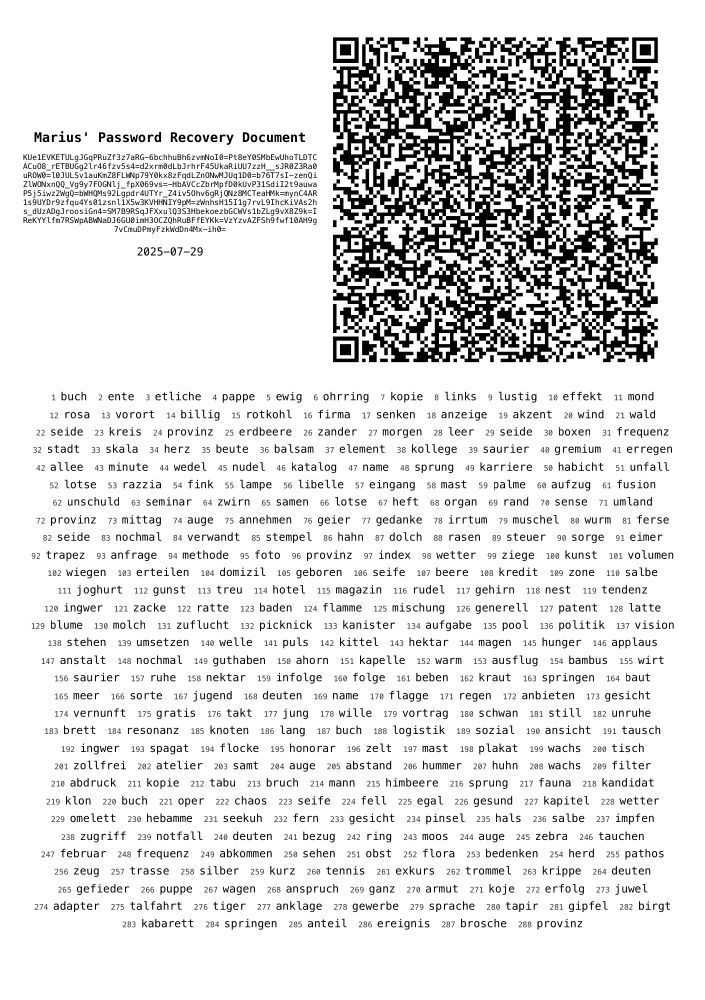 Marius' Password Recovery Document
KUe1EVKETULgJGqPRuZf3z7aRG-6bchhuBh6zvmNoI0=Pt8eY0SMbEwUhoTLDTC
ACuO8_rETBUGg2lr46fzv5s4=d2xrm0dLbJrhrF45UkaRiUU7zzH__sJR0Z3Ra0
uROW0=l0JULSv1auKmZ8FLWNp79Y0kx8zFqdLZnONwMJUq1D0=b76T7sI-zenQi
ZlWONxnQQ_Vg9y7FOGNlj_fpX069vs=-HbAVCcZbrMpfD0kUvP31SdiI2t9auwa
P5j5iwz2WgQ=bWHQMs92Lgpdr4UTYr_Z4iv5Ohv6gRjQNz8MCTeaHMk=mynC4AR
1s9UYDr9zfqu4Ys01zsnl1X5w3KVHHNIY9pM=zWnhsH15I1g7rvL9IhcKiVAs2h
s_dUzADgJroosiGn4=SM7B9RSqJFXxulQ3S3HbekoezbGCWVs1bZLg9vX8Z9k=I
ReKYYlfm7RSWpABWNaDJ6GU0imH3OCZQhRuBFfEYKk=VzYzvAZFSh9fwf10AH9g
7vCmuDPmyFzkWdDn4Mx-ih0=
2025-07-29
1 buch 2 ente 3 etliche 4 pappe 5 ewig 6 ohrring 7 kopie 8 links 9 lustig 10 effekt 11 mond
12 rosa 13 vorort 14 billig 15 rotkohl 16 firma 17 senken 18 anzeige 19 akzent 20 wind 21 wald
22 seide 23 kreis 24 provinz 25 erdbeere 26 zander 27 morgen 28 leer 29 seide 30 boxen 31 frequenz
32 stadt 33 skala 34 herz 35 beute 36 balsam 37 element 38 kollege 39 saurier 40 gremium 41 erregen
42 allee 43 minute 44 wedel 45 nudel 46 katalog 47 name 48 sprung 49 karriere 50 habicht 51 unfall
52 lotse 53 razzia 54 fink 55 lampe 56 libelle 57 eingang 58 mast 59 palme 60 aufzug 61 fusion
62 unschuld 63 seminar 64 zwirn 65 samen 66 lotse 67 heft 68 organ 69 rand 70 sense 71 umland
72 provinz 73 mittag 74 auge 75 annehmen 76 geier 77 gedanke 78 irrtum 79 muschel 80 wurm 81 ferse
82 seide 83 nochmal 84 verwandt 85 stempel 86 hahn 87 dolch 88 rasen 89 steuer 90 sorge 91 eimer
92 trapez 93 anfrage 94 methode 95 foto 96 provinz 97 index 98 wetter 99 ziege 100 kunst 101 volumen
102 wiegen 103 erteilen 104 domizil 105 geboren 106 seife 107 beere 108 kredit 109 zone 110 salbe
111 joghurt 112 gunst 113 treu 114 hotel 115 magazin 116 rudel 117 gehirn 118 nest 119 tendenz
120 ingwer 121 zacke 122 ratte 123 baden 124 flamme 125 mischung 126 generell 127 patent 128 latte
129 blume 130 molch 131 zuflucht 132 picknick 133 kanister 134 aufgabe 135 pool 136 politik 137 vision
138 stehen 139 umsetzen 140 welle 141 puls 142 kittel 143 hektar 144 magen 145 hunger 146 applaus
147 anstalt 148 nochmal 149 guthaben 150 ahorn 151 kapelle 152 warm 153 ausflug 154 bambus 155 wirt
156 saurier 157 ruhe 158 nektar 159 infolge 160 folge 161 beben 162 kraut 163 springen 164 baut
165 meer 166 sorte 167 jugend 168 deuten 169 name 170 flagge 171 regen 172 anbieten 173 gesicht
174 vernunft 175 gratis 176 takt 177 jung 178 wille 179 vortrag 180 schwan 181 still 182 unruhe
183 brett 184 resonanz 185 knoten 186 lang 187 buch 188 logistik 189 sozial 190 ansicht 191 tausch
192 ingwer 193 spagat 194 flocke 195 honorar 196 zelt 197 mast 198 plakat 199 wachs 200 tisch
201 zollfrei 202 atelier 203 samt 204 auge 205 abstand 206 hummer 207 huhn 208 wachs 209 filter
210 abdruck 211 kopie 212 tabu 213 bruch 214 mann 215 himbeere 216 sprung 217 fauna 218 kandidat
219 klon 220 buch 221 oper 222 chaos 223 seife 224 fell 225 egal 226 gesund 227 kapitel 228 wetter
229 omelett 230 hebamme 231 seekuh 232 fern 233 gesicht 234 pinsel 235 hals 236 salbe 237 impfen
238 zugriff 239 notfall 240 deuten 241 bezug 242 ring 243 moos 244 auge 245 zebra 246 tauchen
247 februar 248 frequenz 249 abkommen 250 sehen 251 obst 252 flora 253 bedenken 254 herd 255 pathos
256 zeug 257 trasse 258 silber 259 kurz 260 tennis 261 exkurs 262 trommel 263 krippe 264 deuten
265 gefieder 266 puppe 267 wagen 268 anspruch 269 ganz 270 armut 271 koje 272 erfolg 273 juwel
274 adapter 275 talfahrt 276 tiger 277 anklage 278 gewerbe 279 sprache 280 tapir 281 gipfel 282 birgt
283 kabarett 284 springen 285 anteil 286 ereignis 287 brosche 288 provinz